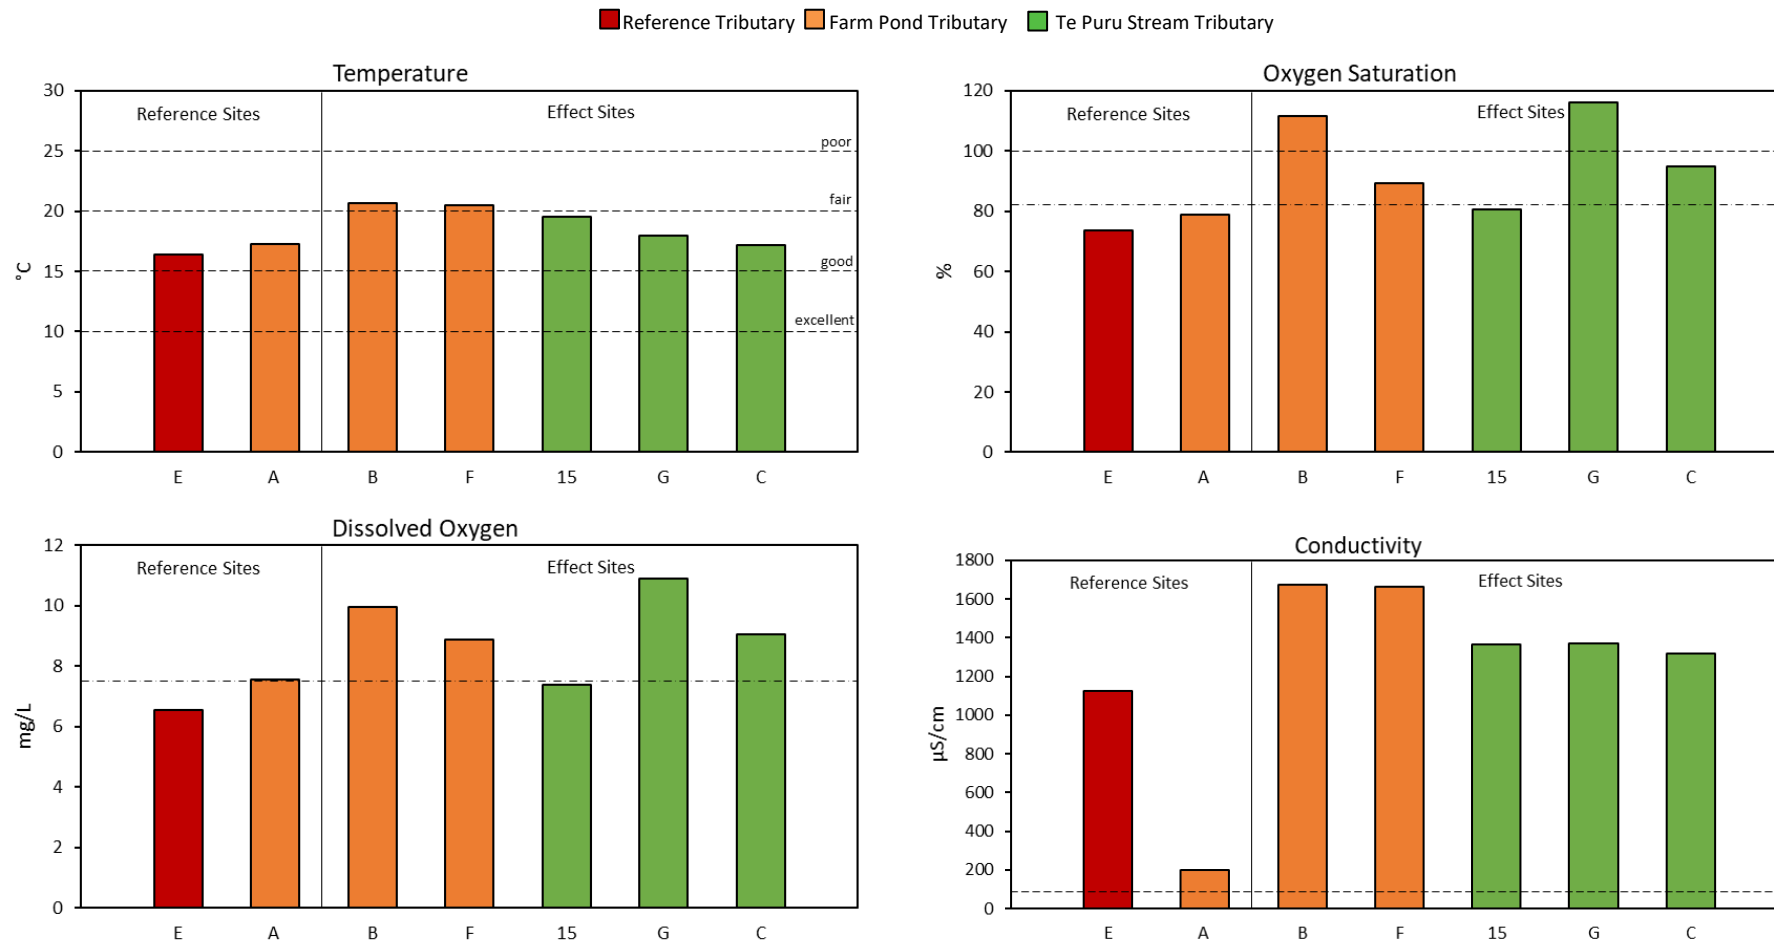 Reference Tributary Farm Pond Tributary Te Puru Stream Tributary
Temperature
30
25
20
15
10
5
0
°C
Reference Sites
Effect Sites
poor
fair
good
excellent
E A B F 15 G C
Oxygen Saturation
120
100
80
60
40
20
0
%
Reference Sites
Effect Sites
E A B F 15 G C
Dissolved Oxygen
12
10
8
6
4
2
0
mg/L
Reference Sites
Effect Sites
E A B F 15 G C
Conductivity
1800
1600
1400
1200
1000
800
600
400
200
0
µS/cm
Reference Sites
Effect Sites
E A B F 15 G C